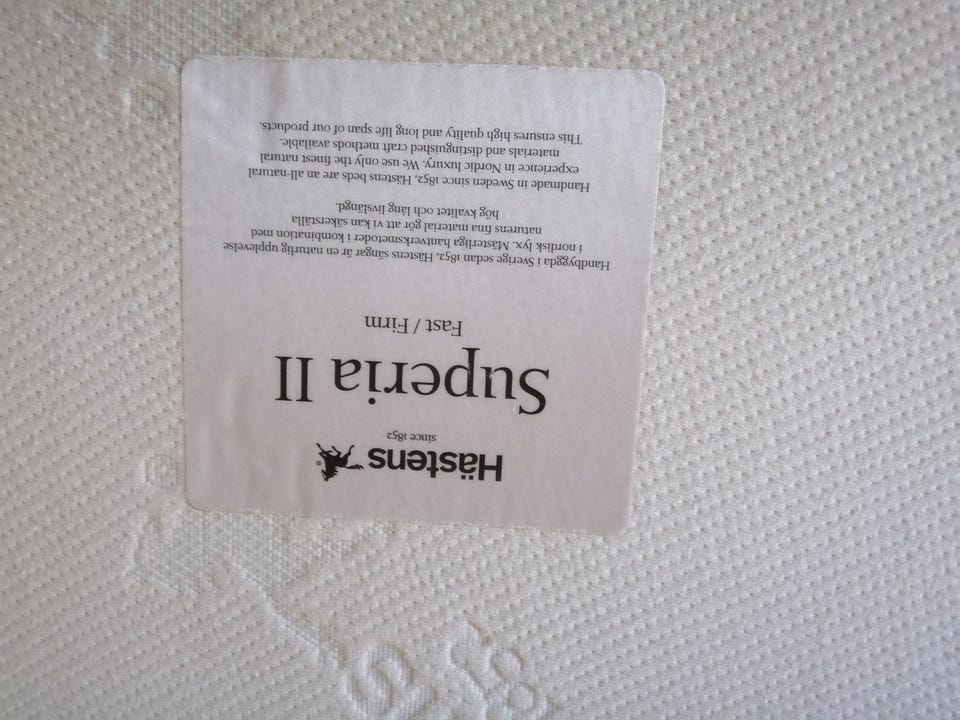 Hästens
since 1852
Superia II
Fast / Firm
Handbyggda i Sverige sedan 1852, Hästens sängar är en naturlig upplevelse
i nordisk lyx. Mästerliga hantverksmetoder i kombination med
naturens fina material gör att vi kan säkerställa
hög kvalitet och lång livslängd.
Handmade in Sweden since 1852, Hästens beds are an all-natural
experience in Nordic luxury. We use only the finest natural
materials and distinguished craft methods available.
This ensures high quality and long life span of our products.